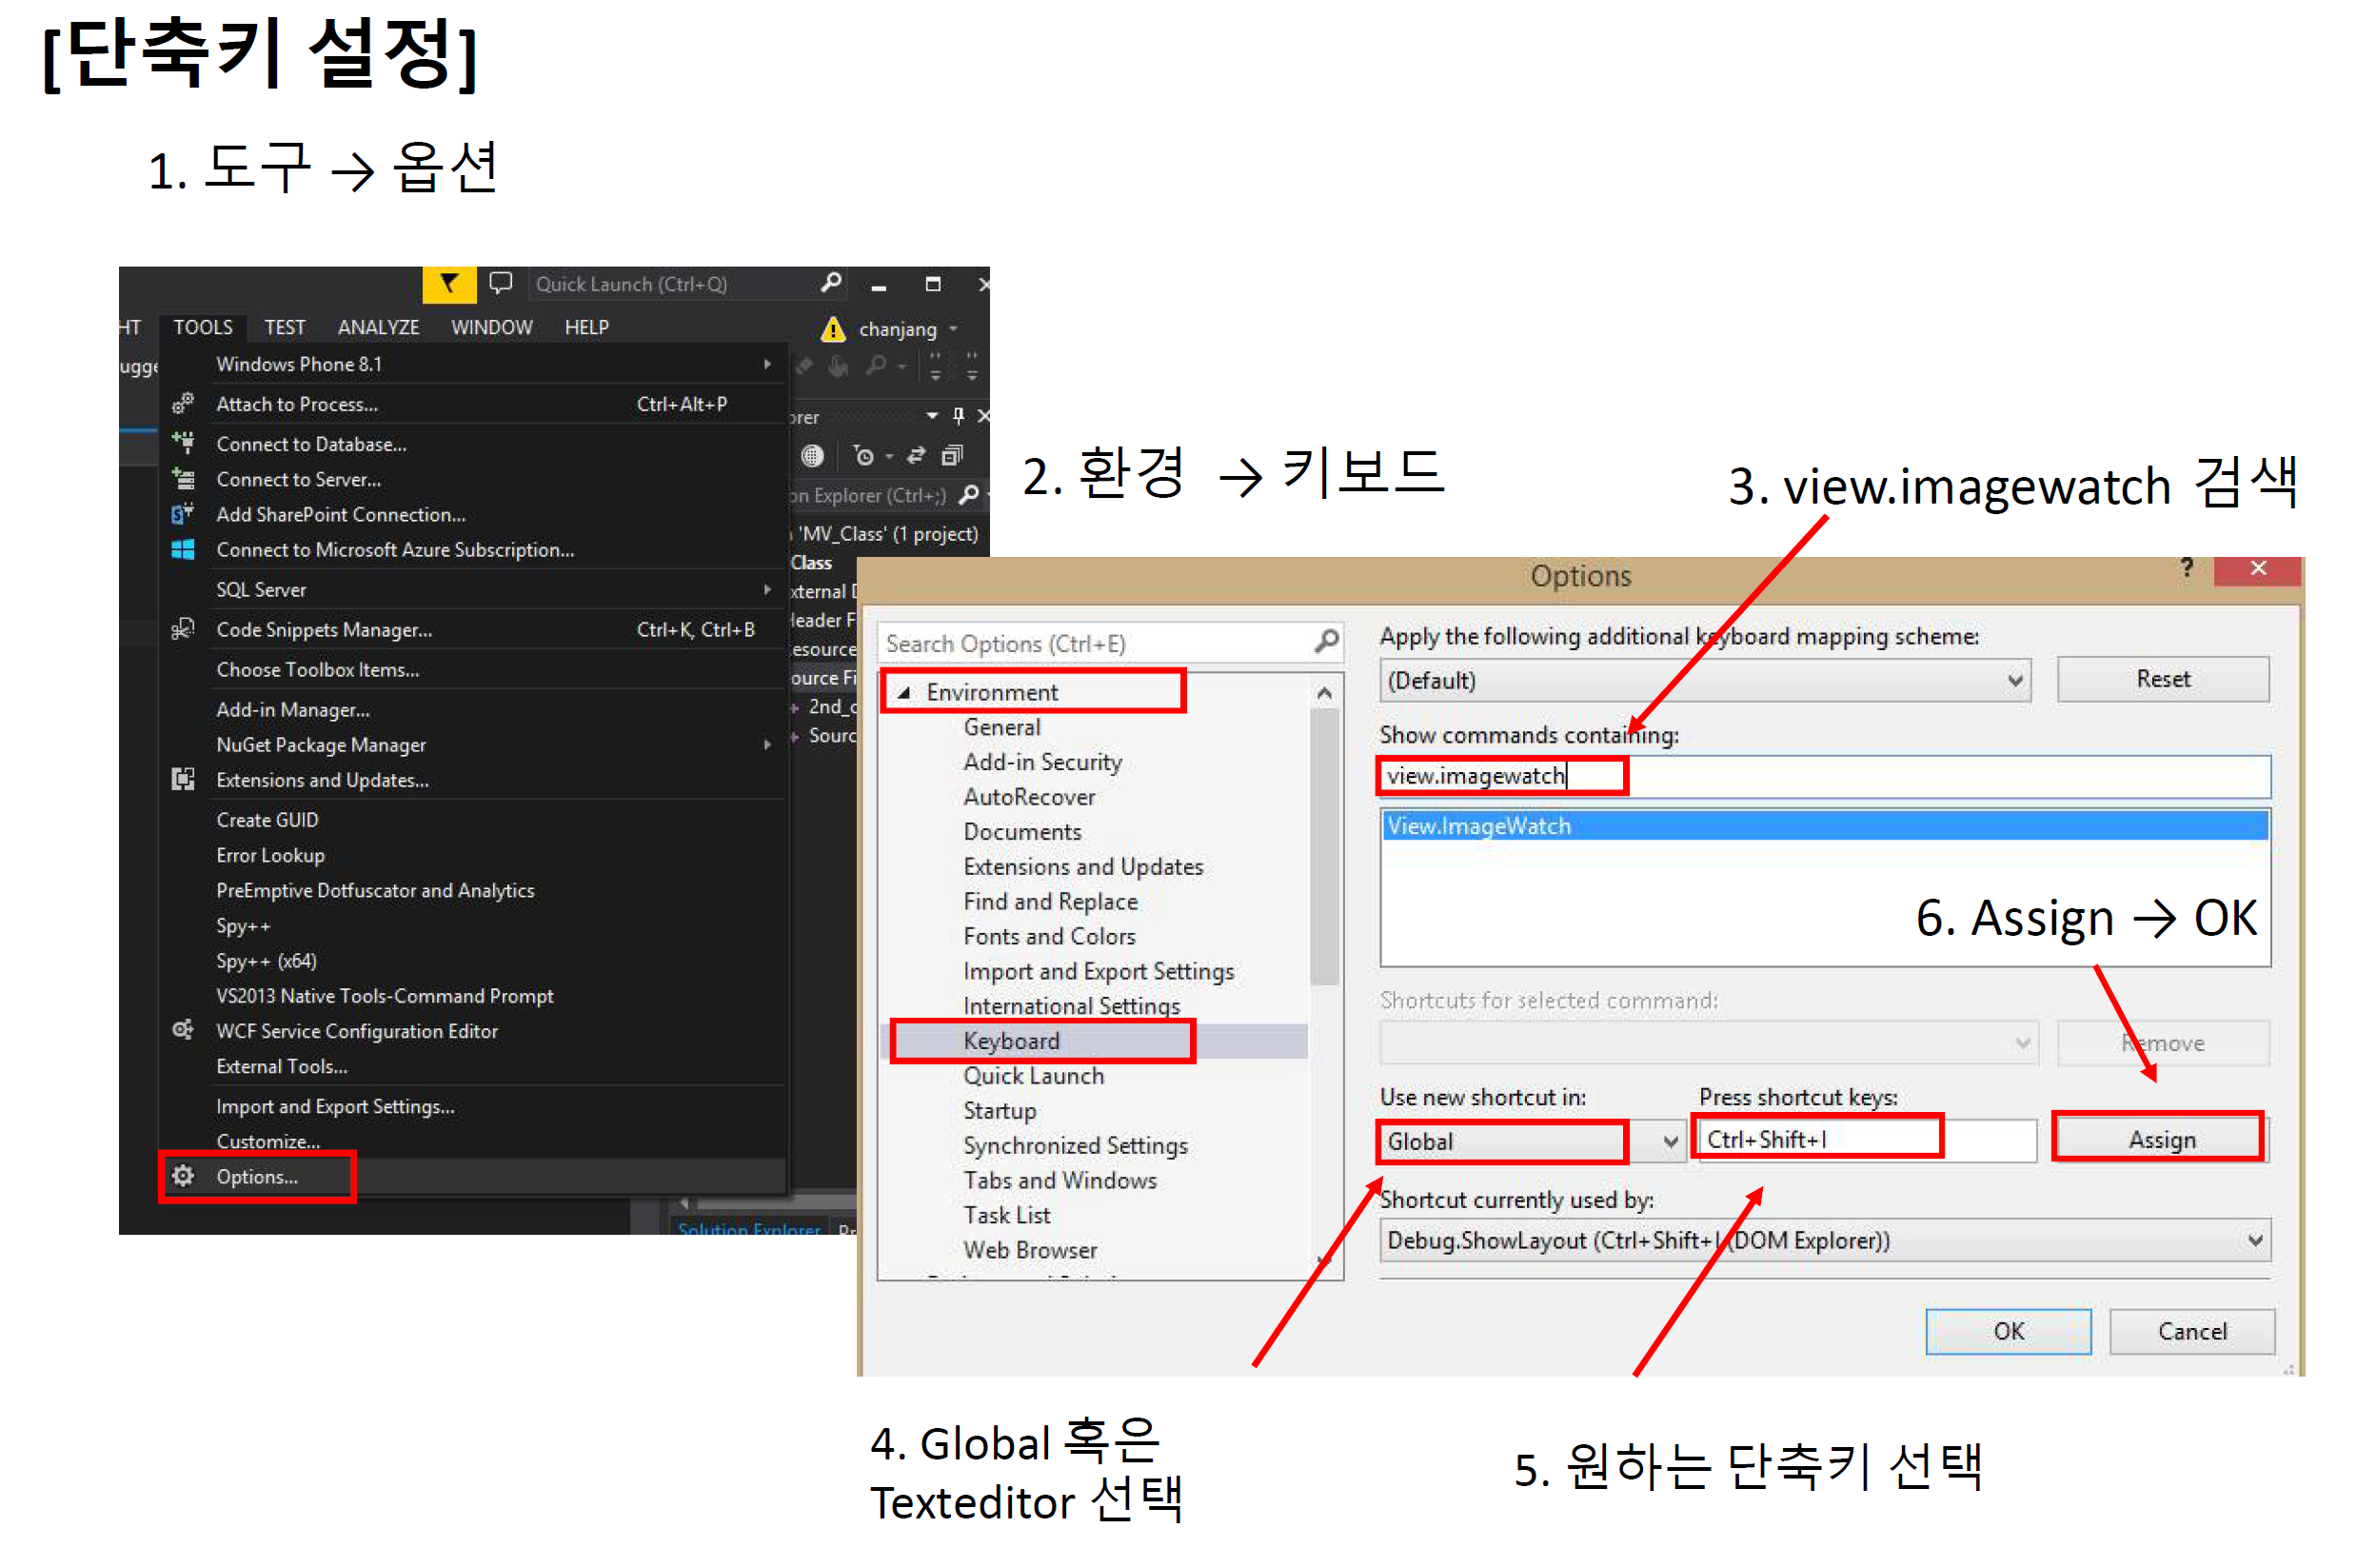 [단축키 설정]
1. 도구 → 옵션
Quick Launch (Ctrl+Q)
HT TOOLS TEST ANALYZE WINDOW HELP
chanjang
ugge
Windows Phone 8.1
Attach to Process... Ctrl+Alt+P
Connect to Database...
Connect to Server...
Add SharePoint Connection...
Connect to Microsoft Azure Subscription...
SQL Server
Code Snippets Manager... Ctrl+K, Ctrl+B
Choose Toolbox Items...
Add-in Manager...
NuGet Package Manager
Extensions and Updates...
Create GUID
Error Lookup
PreEmptive Dotfuscator and Analytics
Spy++
Spy++ (x64)
VS2013 Native Tools-Command Prompt
WCF Service Configuration Editor
External Tools...
Import and Export Settings...
Customize...
Options...
orer
on Explorer (Ctrl+;)
'MV_Class' (1 project)
Class
xternal D
Header F
esource
ource Fi
2nd_c
Sourc
Solution Explorer Pr
2. 환경 → 키보드
3. view.imagewatch 검색
Options
Search Options (Ctrl+E)
Environment
General
Add-in Security
AutoRecover
Documents
Extensions and Updates
Find and Replace
Fonts and Colors
Import and Export Settings
International Settings
Keyboard
Quick Launch
Startup
Synchronized Settings
Tabs and Windows
Task List
Web Browser
Apply the following additional keyboard mapping scheme:
(Default) Reset
Show commands containing:
view.imagewatch
View.ImageWatch
6. Assign → OK
Shortcuts for selected command:
Remove
Use new shortcut in: Press shortcut keys:
Global Ctrl+Shift+I Assign
Shortcut currently used by:
Debug.ShowLayout (Ctrl+Shift+I (DOM Explorer))
OK Cancel
4. Global 혹은
Texteditor 선택
5. 원하는 단축키 선택